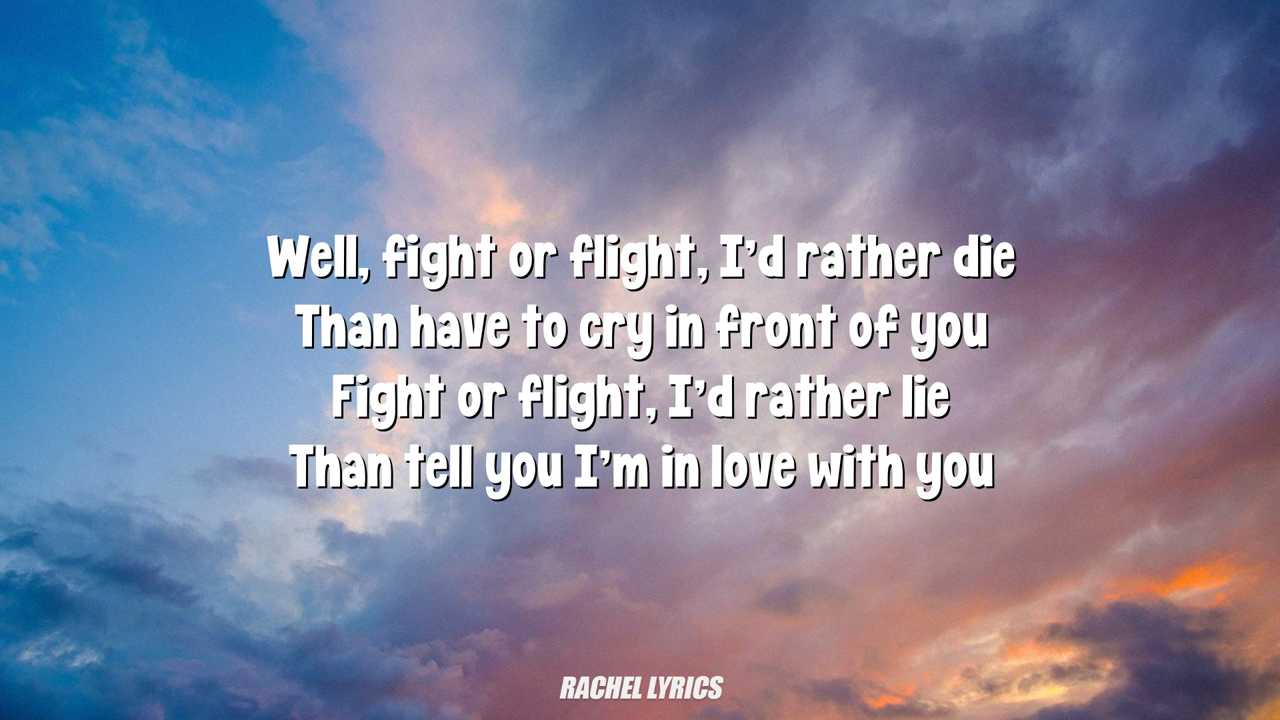 Well, fight or flight, I'd rather die
Than have to cry in front of you
Fight or flight, I'd rather lie
Than tell you I'm in love with you
RACHEL LYRICS